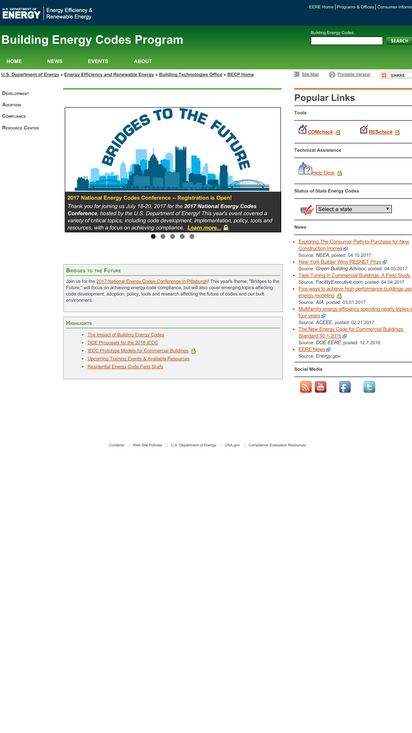 U.S. DEPARTMENT OF
ENERGY
Energy Efficiency &
Renewable Energy
EERE Home | Programs & Offices | Consumer Informa
Building Energy Codes Program
Building Energy Codes
SEARCH
HOME NEWS EVENTS ABOUT
U.S. Department of Energy » Energy Efficiency and Renewable Energy » Building Technologies Office » BECP Home
Site Map Printable Version SHARE
DEVELOPMENT
ADOPTION
COMPLIANCE
RESOURCE CENTER
BRIDGES TO THE FUTURE
2017 National Energy Codes Conference -- Registration is Open!
Thank you for joining us July 18-20, 2017 for the 2017 National Energy Codes
Conference, hosted by the U.S. Department of Energy! This year's event covered a
variety of critical topics, including code development, implementation, policy, tools and
resources, with a focus on achieving compliance. Learn more...
BRIDGES TO THE FUTURE
Join us for the 2017 National Energy Codes Conference in Pittsburgh! This year's theme, "Bridges to the
Future," will focus on achieving energy code compliance, but will also cover emerging topics affecting
code development, adoption, policy, tools and research affecting the future of codes and our built
environment.
HIGHLIGHTS
The Impact of Building Energy Codes
DOE Proposals for the 2018 IECC
IECC Prototype Models for Commercial Buildings
Upcoming Training Events & Available Resources
Residential Energy Code Field Study
Popular Links
Tools
COMcheck
REScheck
Technical Assistance
Help Desk
Status of State Energy Codes
Select a state
News
Exploring The Consumer Path-to-Purchase for New
Construction Homes
Source: NEEA, posted: 04.10.2017
New York Builder Wins RESNET Prize
Source: Green Building Advisor, posted: 04.05.2017
Task Tuning In Commercial Buildings: A Field Study
Source: FacilityExecutive.com, posted: 04.04.2017
Five ways to achieve high-performance buildings usin
energy modeling
Source: AIA, posted: 03.01.2017
Multifamily energy efficiency spending nearly triples in
four years
Source: ACEEE, posted: 02.21.2017
The New Energy Code for Commercial Buildings:
Standard 90.1-2016
Source: DOE EERE, posted: 12.7.2016
EERE News
Source: Energy.gov
Social Media
Contacts | Web Site Policies | U.S. Department of Energy | USA.gov | Compliance Evaluation Resources